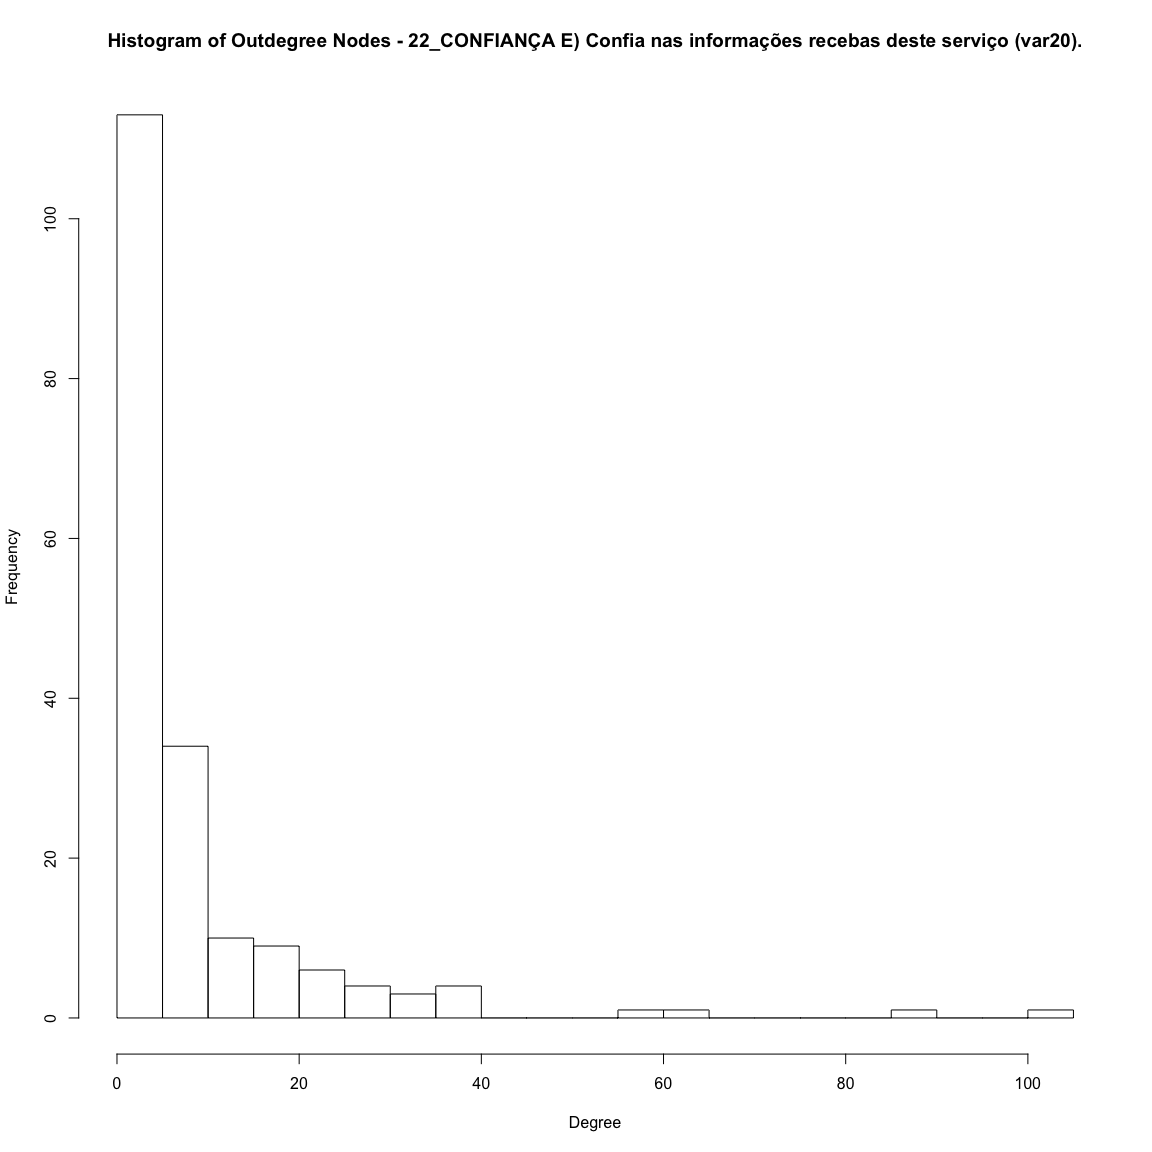 Histogram of Outdegree Nodes - 22_CONFIANÇA E) Confia nas informações recebas deste serviço (var20).
Frequency
100
80
60
40
20
0
0 20 40 60 80 100
Degree